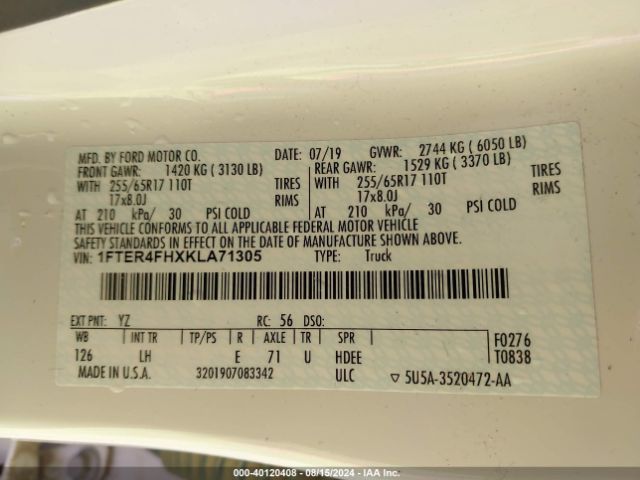 MFD. BY FORD MOTOR CO. DATE: 07/19 GVWR: 2744 KG ( 6050 LB)
FRONT GAWR: 1420 KG ( 3130 LB) REAR GAWR: 1529 KG ( 3370 LB)
WITH 255/65R17 110T TIRES WITH 255/65R17 110T TIRES
17x8.0J RIMS 17x8.0J RIMS
AT 210 kPa/ 30 PSI COLD AT 210 kPa/ 30 PSI COLD
THIS VEHICLE CONFORMS TO ALL APPLICABLE FEDERAL MOTOR VEHICLE
SAFETY STANDARDS IN EFFECT ON THE DATE OF MANUFACTURE SHOWN ABOVE.
VIN: 1FTER4FHXKLA71305 TYPE: Truck
EXT PNT: YZ RC: 56 DSO:
WB INT TR TP/PS R AXLE TR SPR F0276
126 LH E 71 U HDEE T0838
MADE IN U.S.A. 3201907083342 ULC ▽ 5U5A-3520472-AA
000-40120408 - 08/15/2024 - IAA Inc.